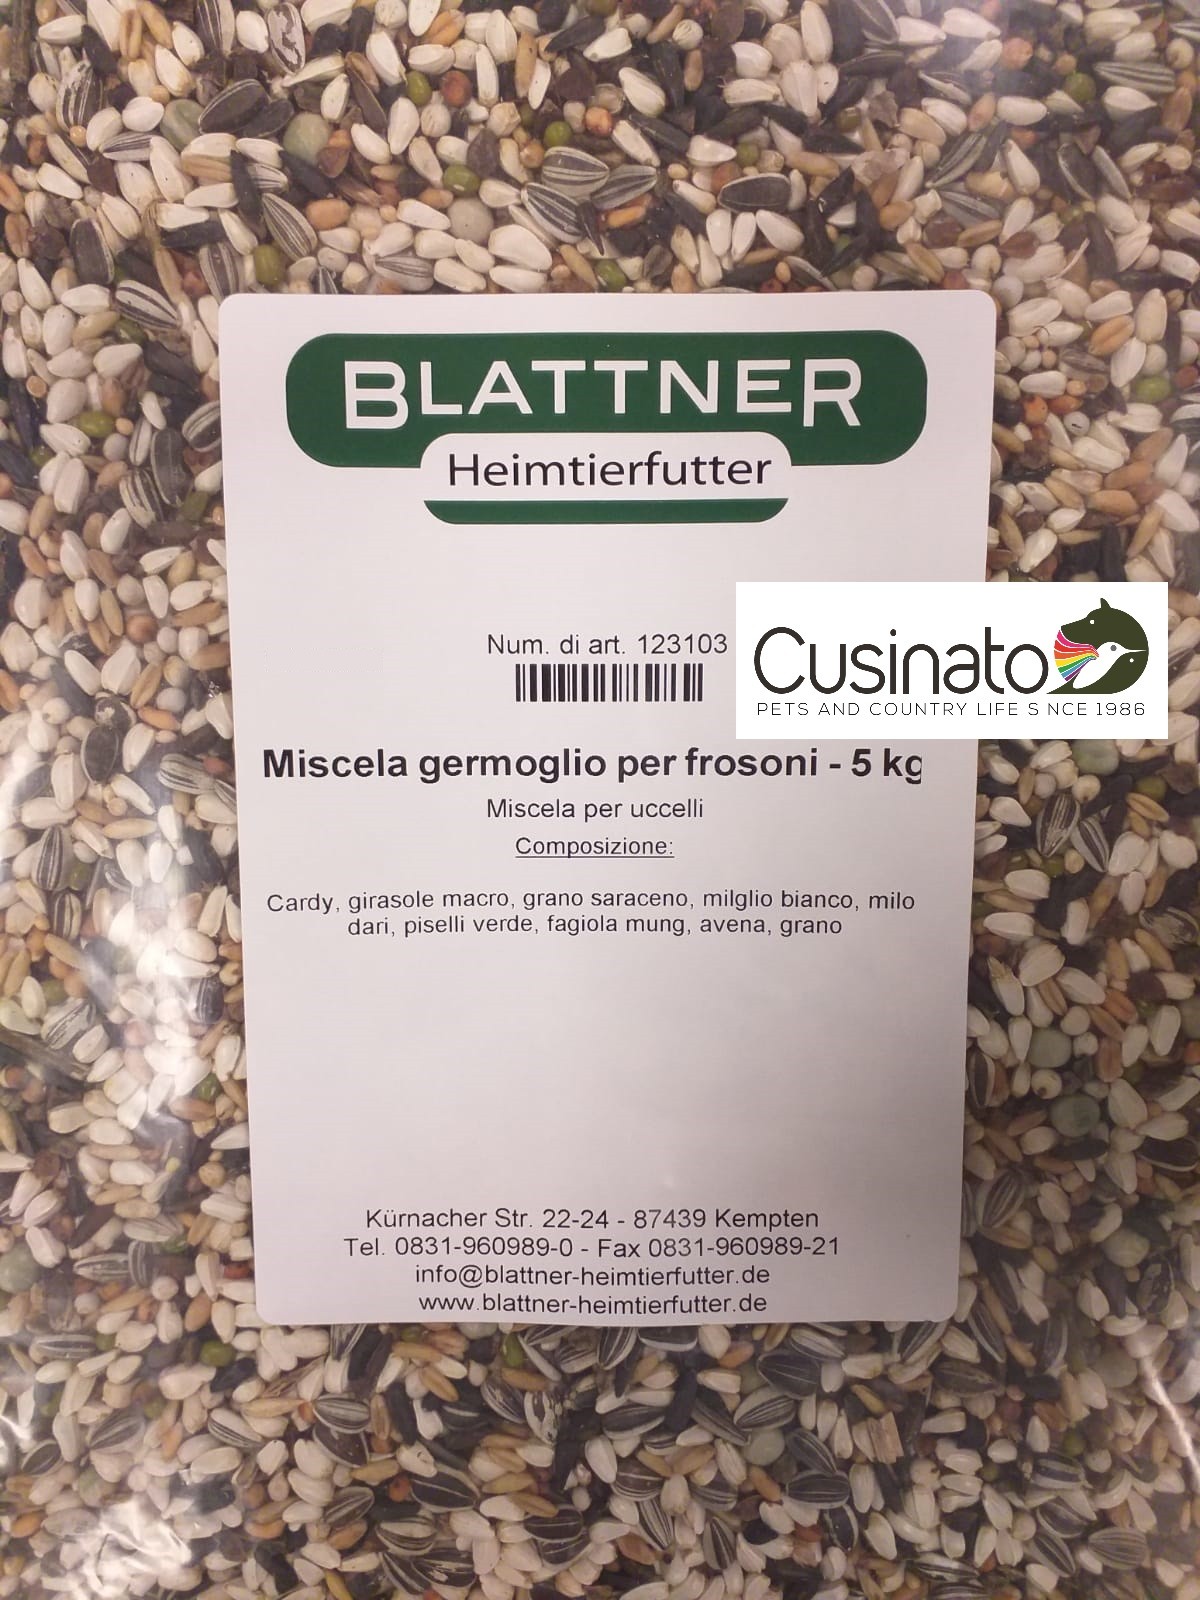 BLATTNER
Heimtierfutter
Num. di art. 123103
Cusinato
PETS AND COUNTRY LIFE S NCE 1986
Miscela germoglio per frosoni - 5 kg
Miscela per uccelli
Composizione:
Cardy, girasole macro, grano saraceno, milglio bianco, milo
dari, piselli verde, fagiola mung, avena, grano
Kürnacher Str. 22-24 - 87439 Kempten
Tel. 0831-960989-0 - Fax 0831-960989-21
info@blattner-heimtierfutter.de
www.blattner-heimtierfutter.de